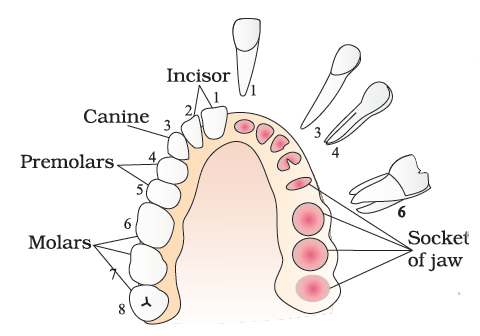 Incisor
1
2
1
Canine
3
3
4
Premolars
4
5
6
6
Molars
7
8
Socket
of jaw